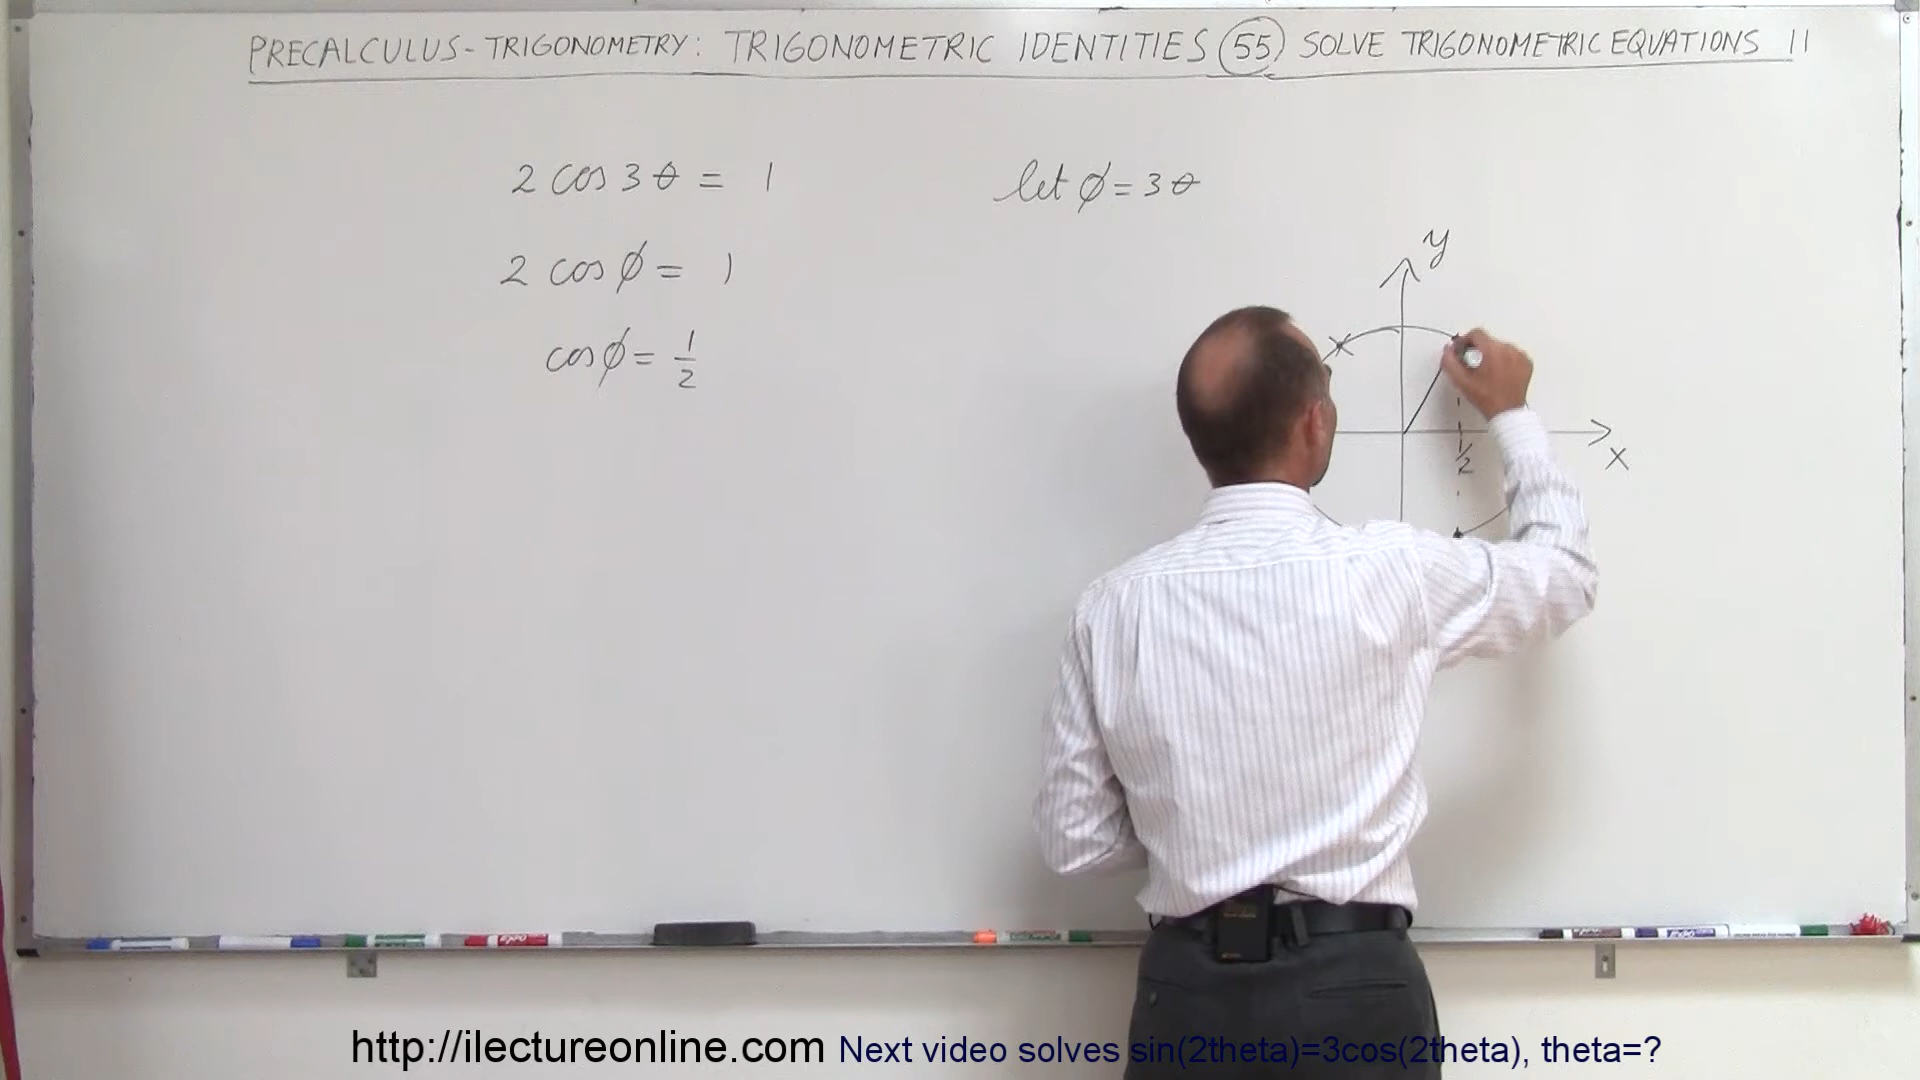 PRECALCULUS - TRIGONOMETRY: TRIGONOMETRIC IDENTITIES 55 SOLVE TRIGONOMETRIC EQUATIONS 11
2 cos 3θ = 1
let ϕ = 3θ
2 cos ϕ = 1
cos ϕ = 1/2
y
x
1/2
http://ilectureonline.com Next video solves sin(2theta)=3cos(2theta), theta=?